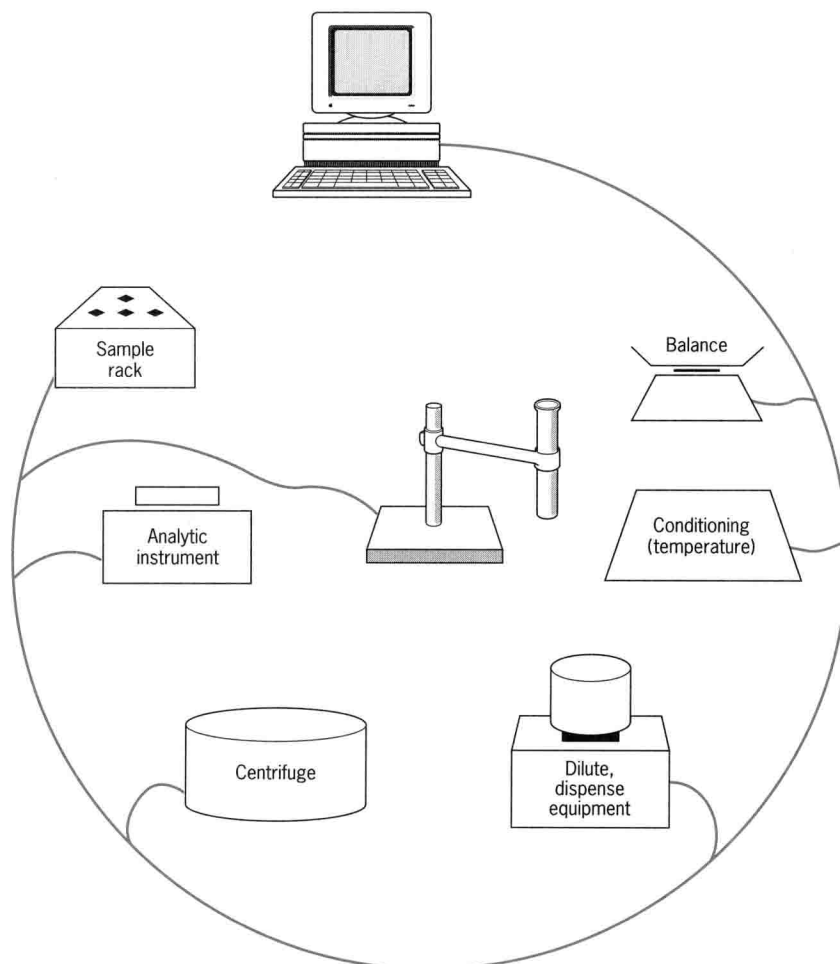 Sample
rack
Balance
Analytic
instrument
Conditioning
(temperature)
Centrifuge
Dilute,
dispense
equipment